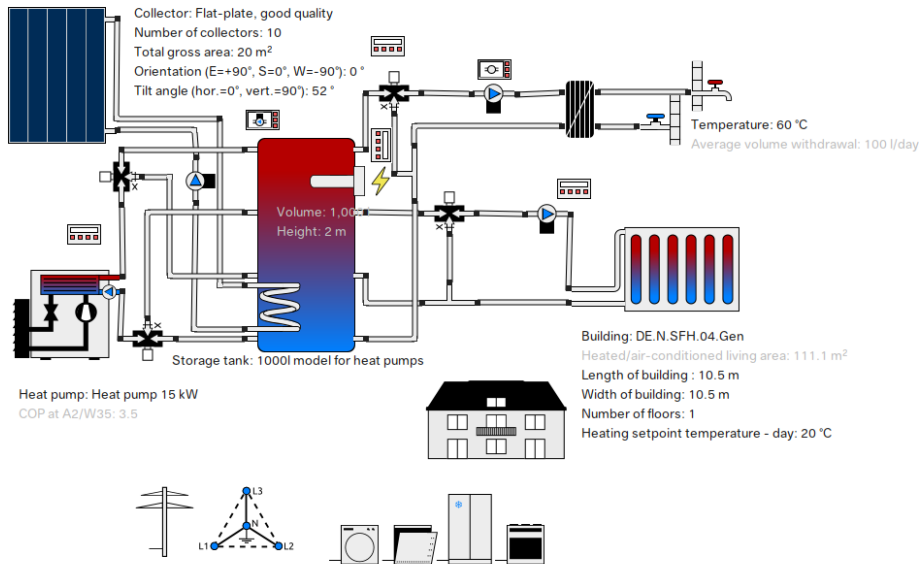 Collector: Flat-plate, good quality
Number of collectors: 10
Total gross area: 20 m²
Orientation (E=+90°, S=0°, W=-90°): 0 °
Tilt angle (hor.=0°, vert.=90°): 52 °
Temperature: 60 °C
Average volume withdrawal: 100 l/day
Volume: 1,000 l
Height: 2 m
Storage tank: 1000l model for heat pumps
Heat pump: Heat pump 15 kW
COP at A2/W35: 3.5
Building: DE.N.SFH.04.Gen
Heated/air-conditioned living area: 111.1 m²
Length of building : 10.5 m
Width of building: 10.5 m
Number of floors: 1
Heating setpoint temperature - day: 20 °C
L3
N
L1
L2